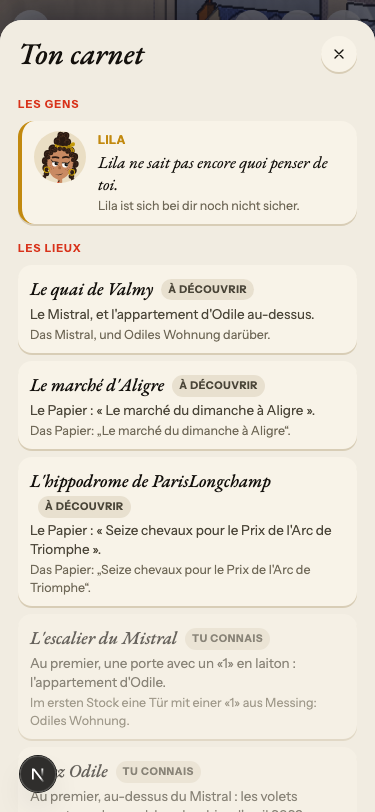 Ton carnet
LES GENS
LILA
Lila ne sait pas encore quoi penser de
toi.
Lila ist sich bei dir noch nicht sicher.
LES LIEUX
Le quai de Valmy À DÉCOUVRIR
Le Mistral, et l'appartement d'Odile au-dessus.
Das Mistral, und Odiles Wohnung darüber.
Le marché d'Aligre À DÉCOUVRIR
Le Papier : « Le marché du dimanche à Aligre ».
Das Papier: „Le marché du dimanche à Aligre“.
L'hippodrome de ParisLongchamp
À DÉCOUVRIR
Le Papier : « Seize chevaux pour le Prix de l'Arc de
Triomphe ».
Das Papier: „Seize chevaux pour le Prix de l'Arc de
Triomphe“.
L'escalier du Mistral TU CONNAIS
Au premier, une porte avec un «1» en laiton :
l'appartement d'Odile.
Im ersten Stock eine Tür mit einer «1» aus Messing:
Odiles Wohnung.
N
Odile TU CONNAIS
Au premier, au-dessus du Mistral : les volets